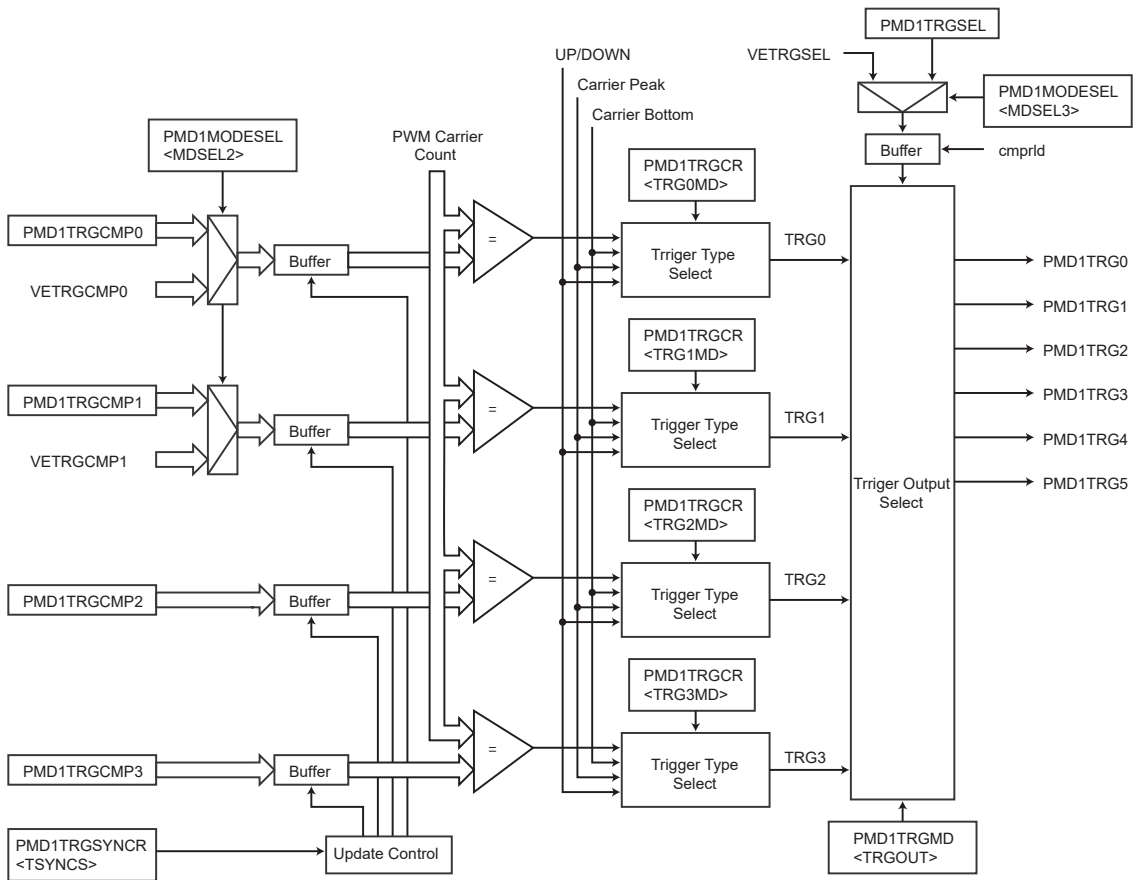 PMD1TRGSEL
UP/DOWN
VETRGSEL
Carrier Peak
PMD1MODESEL
<MDSEL3>
Carrier Bottom
PMD1MODESEL
<MDSEL2>
PWM Carrier
Count
Buffer
cmprld
PMD1TRGCR
<TRG0MD>
PMD1TRGCMP0
VETRGCMP0
Buffer
=
Trriger Type
Select
TRG0
PMD1TRG0
PMD1TRG1
PMD1TRGCR
<TRG1MD>
PMD1TRG2
PMD1TRG3
PMD1TRGCMP1
VETRGCMP1
Buffer
=
Trigger Type
Select
TRG1
PMD1TRG4
PMD1TRG5
Trriger Output
Select
PMD1TRGCR
<TRG2MD>
PMD1TRGCMP2
Buffer
=
Trigger Type
Select
TRG2
PMD1TRGCR
<TRG3MD>
PMD1TRGCMP3
Buffer
=
Trigger Type
Select
TRG3
PMD1TRGSYNCR
<TSYNCS>
Update Control
PMD1TRGMD
<TRGOUT>